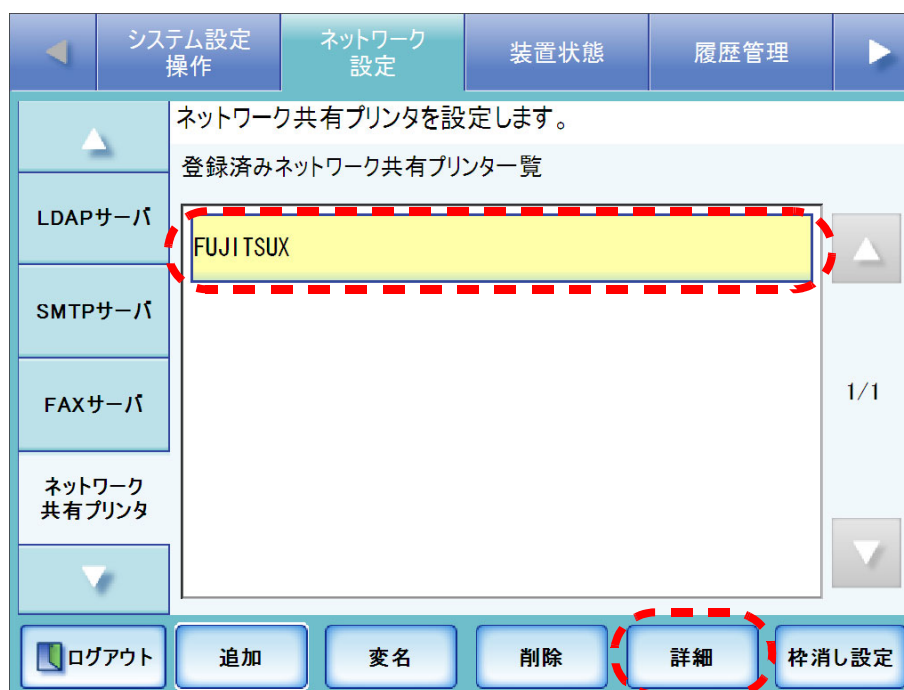 システム設定
操作
ネットワーク
設定
装置状態
履歴管理
ネットワーク共有プリンタを設定します。
登録済みネットワーク共有プリンタ一覧
LDAPサーバ
FUJITSUX
SMTPサーバ
FAXサーバ
1/1
ネットワーク
共有プリンタ
ログアウト
追加
変名
削除
詳細
枠消し設定